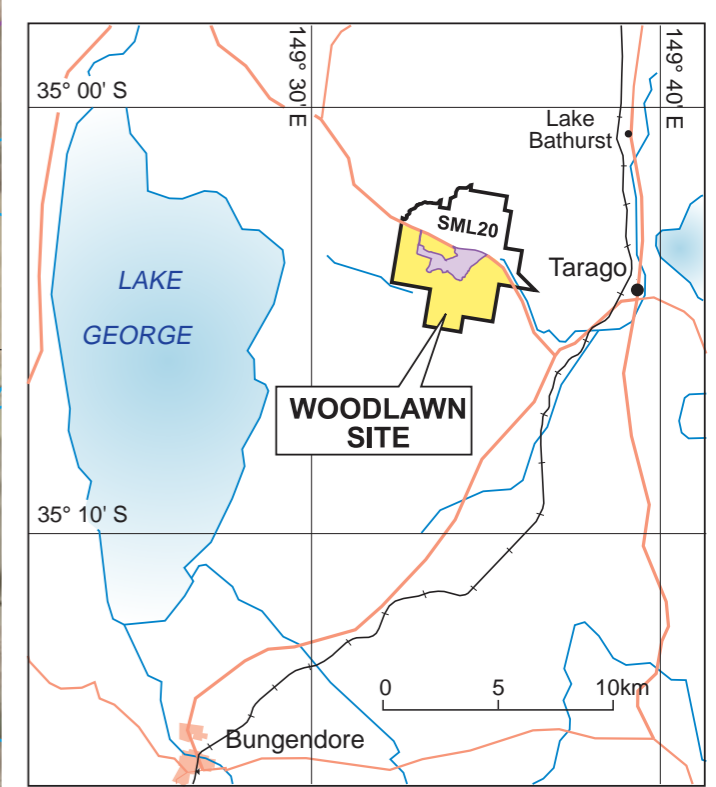 35° 00' S
149° 30' E
149° 40' E
Lake
Bathurst
SML20
Tarago
LAKE
GEORGE
WOODLAWN
SITE
35° 10' S
0 5 10km
Bungendore